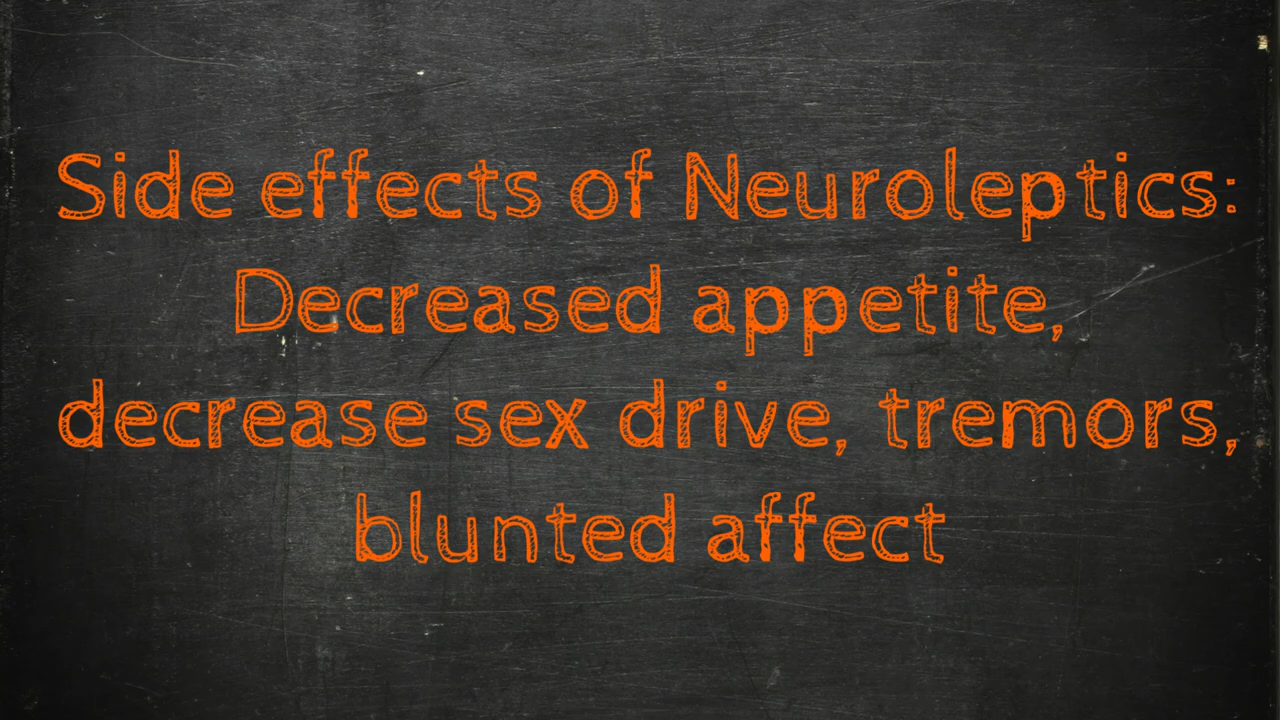 Side effects of Neuroleptics:
Decreased appetite,
decrease sex drive, tremors,
blunted affect